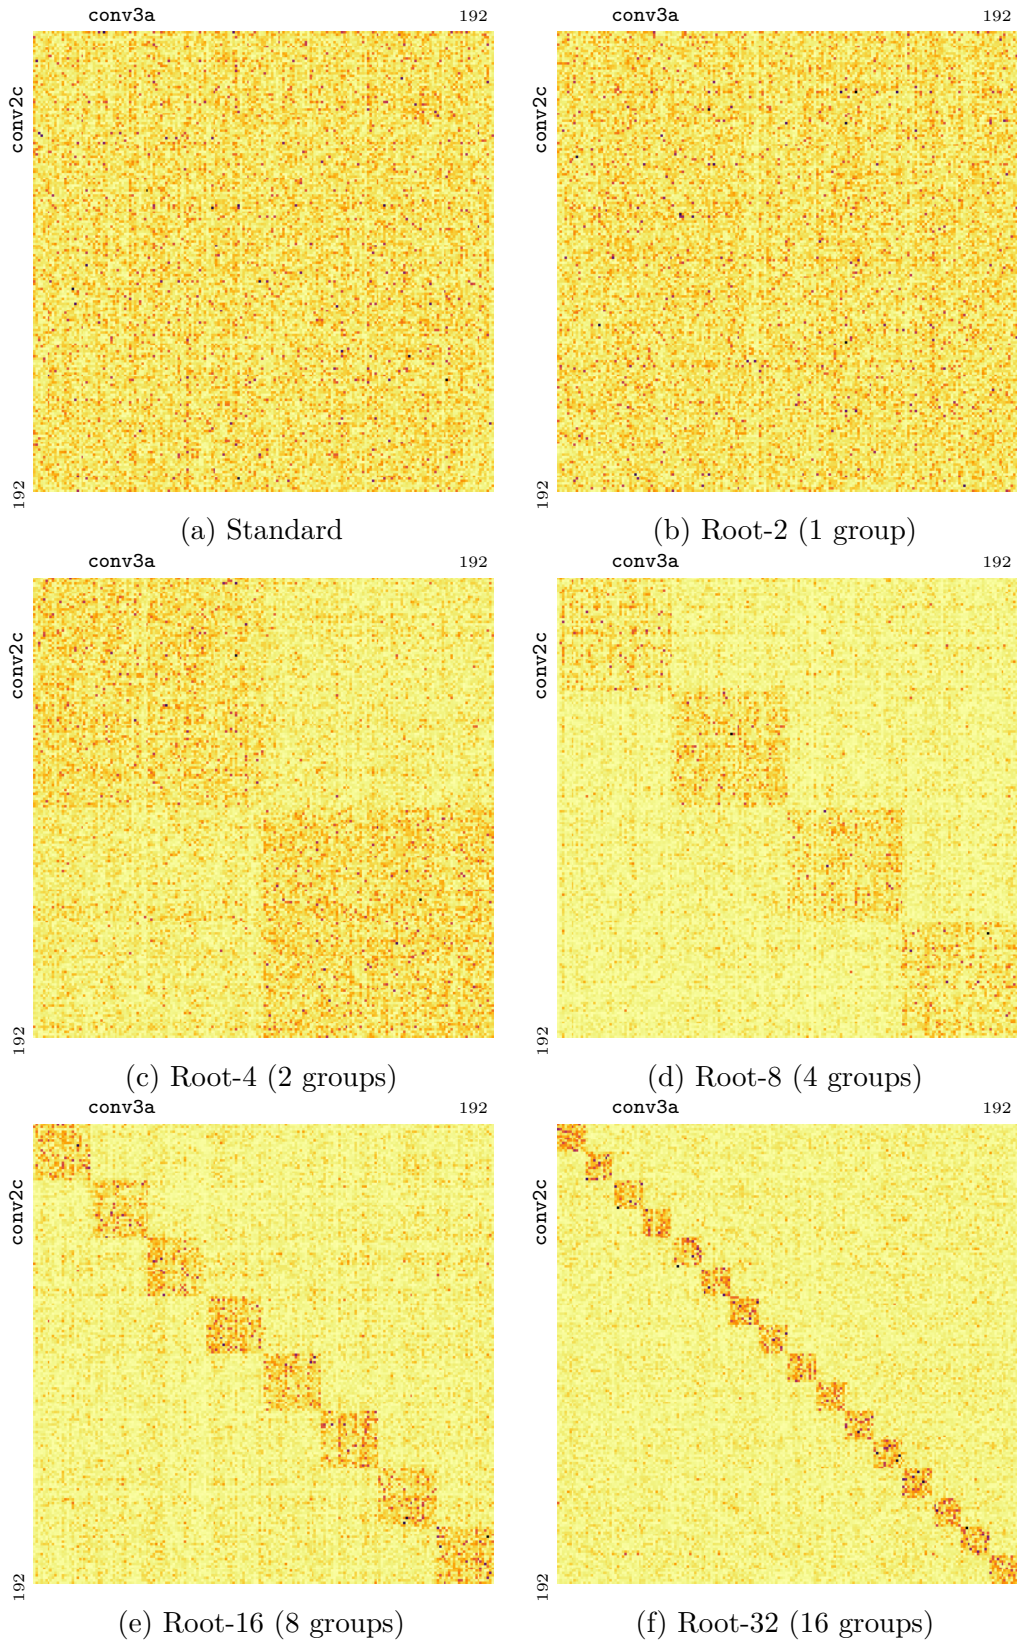 conv3a 192 conv3a 192
conv2c conv2c
192 192
(a) Standard (b) Root-2 (1 group)
conv3a 192 conv3a 192
conv2c conv2c
192 192
(c) Root-4 (2 groups) (d) Root-8 (4 groups)
conv3a 192 conv3a 192
conv2c conv2c
192 192
(e) Root-16 (8 groups) (f) Root-32 (16 groups)